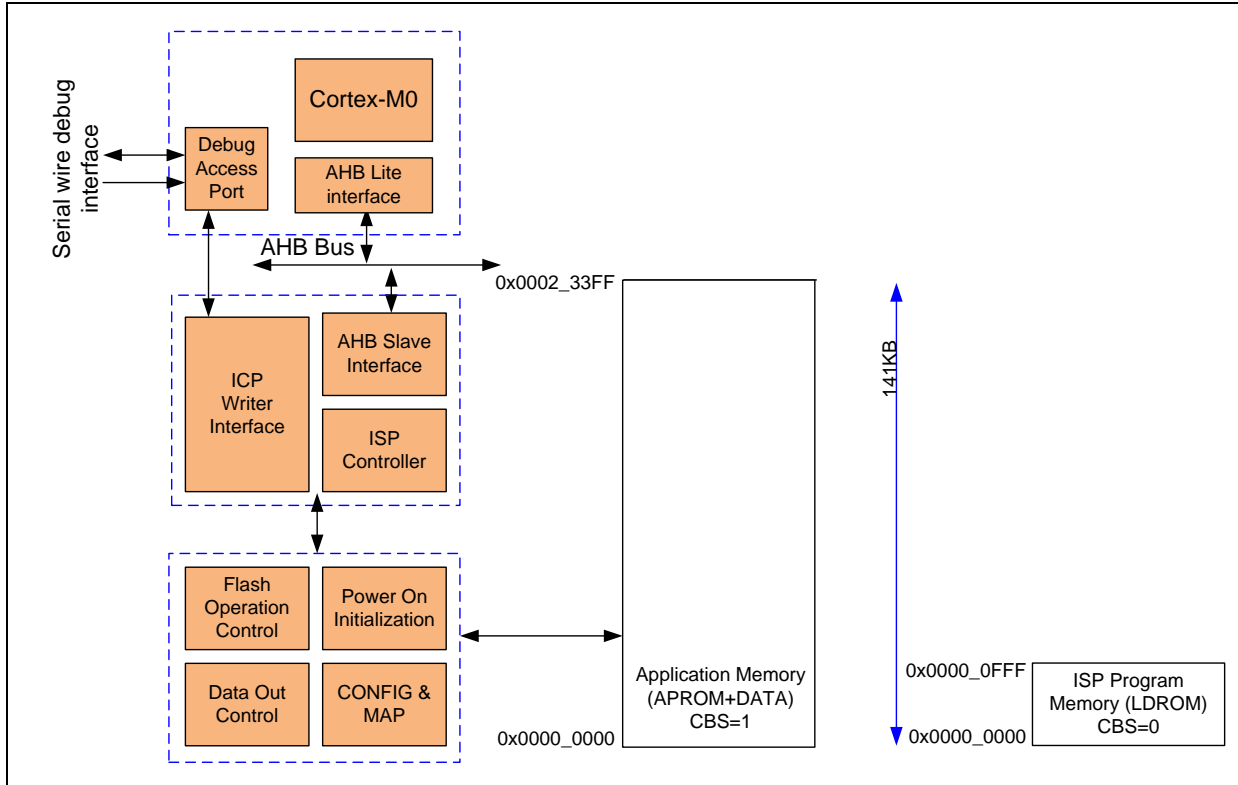 Serial wire debug
interface
Cortex-M0
Debug
Access
Port
AHB Lite
interface
AHB Bus
ICP
Writer
Interface
AHB Slave
Interface
ISP
Controller
Flash
Operation
Control
Power On
Initialization
Data Out
Control
CONFIG &
MAP
0x0002_33FF
Application Memory
(APROM+DATA)
CBS=1
0x0000_0000
141KB
0x0000_0FFF
ISP Program
Memory (LDROM)
CBS=0
0x0000_0000